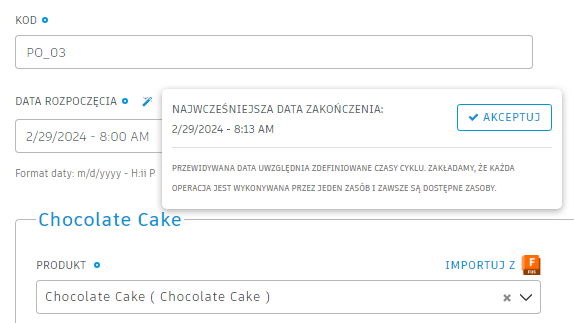 KOD
PO_03
DATA ROZPOCZĘCIA
2/29/2024 - 8:00 AM
Format daty: m/d/yyyy - H:ii P
NAJWCZEŚNIEJSZA DATA ZAKOŃCZENIA:
2/29/2024 - 8:13 AM
AKCEPTUJ
PRZEWIDYWANA DATA UWZGLĘDNIA ZDEFINIOWANE CZASY CYKLU. ZAKŁADAMY, ŻE KAŻDA
OPERACJA JEST WYKONYWANA PRZEZ JEDEN ZASÓB I ZAWSZE SĄ DOSTĘPNE ZASOBY.
Chocolate Cake
PRODUKT
IMPORTUJ Z
F
FUS
Chocolate Cake ( Chocolate Cake )